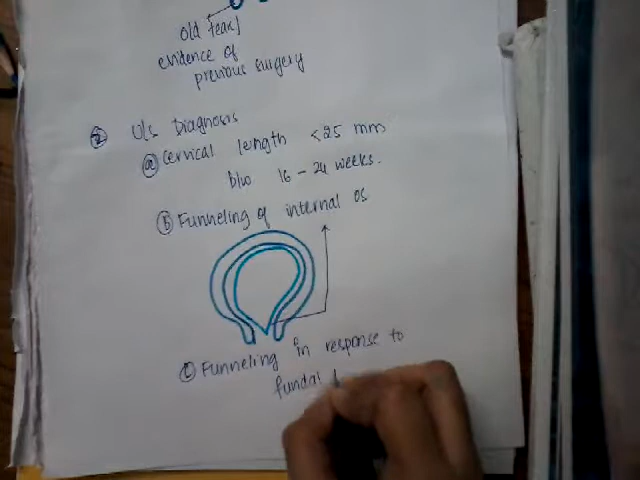 old tear/
evidence of
previous surgery
② U/s Diagnosis
ⓐ Cervical length <25 mm
b/w 16 - 24 weeks.
ⓑ Funneling of internal os
ⓒ Funneling in response to
fundal